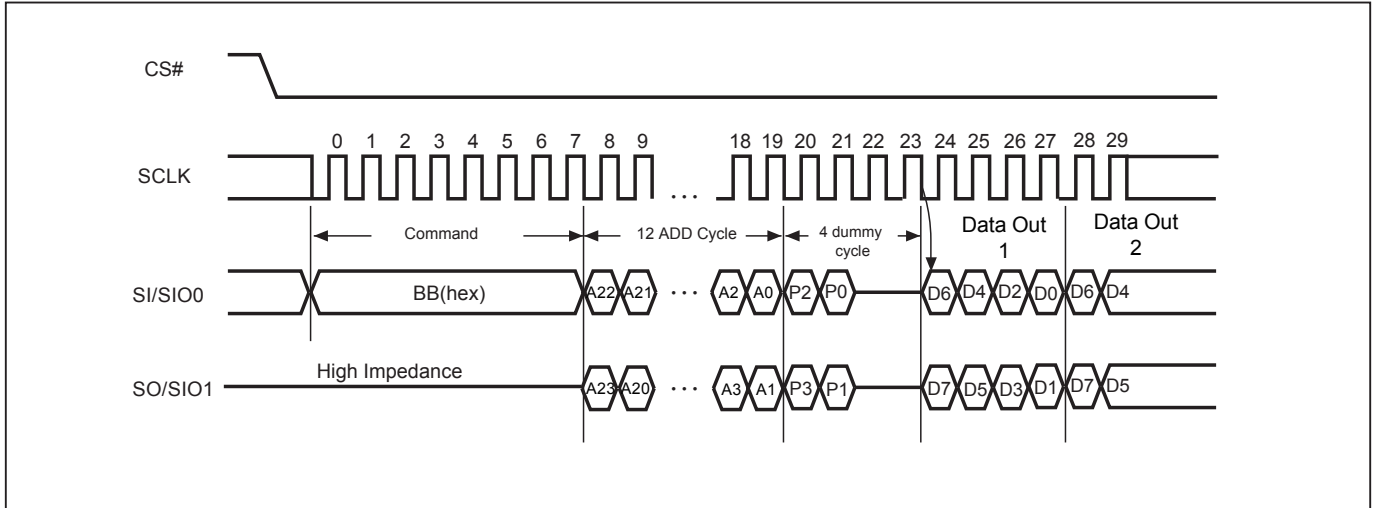 CS#
0 1 2 3 4 5 6 7 8 9 18 19 20 21 22 23 24 25 26 27 28 29
SCLK
...
Command 12 ADD Cycle 4 dummy cycle Data Out 1 Data Out 2
SI/SIO0 BB(hex) A22 A21 ... A2 A0 P2 P0 D6 D4 D2 D0 D6 D4
High Impedance
SO/SIO1 A23 A20 ... A3 A1 P3 P1 D7 D5 D3 D1 D7 D5